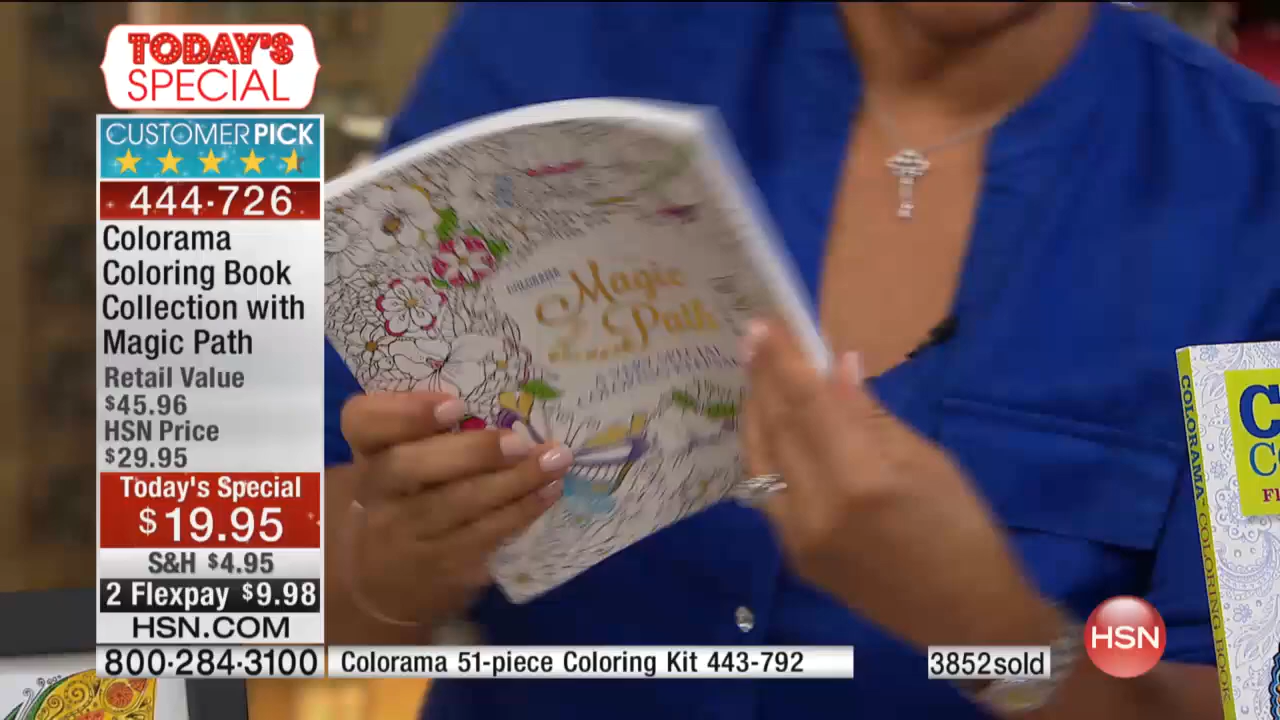 TODAY'S
SPECIAL
CUSTOMER PICK
444-726
Colorama
Coloring Book
Collection with
Magic Path
Retail Value
$45.96
HSN Price
$29.95
Today's Special
$19.95
S&H $4.95
2 Flexpay $9.98
HSN.COM
800-284-3100
Colorama 51-piece Coloring Kit 443-792
3852sold
HSN
COLORAMA
Magic
Path
COLORAMA COLORING BOOK